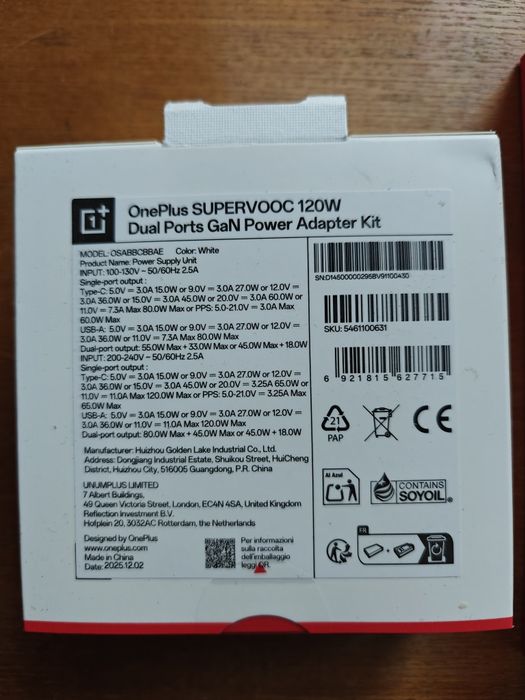 OnePlus SUPERVOOC 120W
Dual Ports GaN Power Adapter Kit
MODEL: OSABBCBBAE Color: White
Product Name: Power Supply Unit
INPUT: 100-130V ~ 50/60Hz 2.5A
Single-port output :
Type-C: 5.0V ⎓ 3.0A 15.0W or 9.0V ⎓ 3.0A 27.0W or 12.0V ⎓
3.0A 36.0W or 15.0V ⎓ 3.0A 45.0W or 20.0V ⎓ 3.0A 60.0W or
11.0V ⎓ 7.3A Max 80.0W Max or PPS: 5.0-21.0V ⎓ 3.0A Max
60.0W Max
USB-A: 5.0V ⎓ 3.0A 15.0W or 9.0V ⎓ 3.0A 27.0W or 12.0V ⎓
3.0A 36.0W or 11.0V ⎓ 7.3A Max 80.0W Max
Dual-port output: 55.0W Max + 33.0W Max or 45.0W Max + 18.0W
INPUT: 200-240V ~ 50/60Hz 2.5A
Single-port output :
Type-C: 5.0V ⎓ 3.0A 15.0W or 9.0V ⎓ 3.0A 27.0W or 12.0V ⎓
3.0A 36.0W or 15.0V ⎓ 3.0A 45.0W or 20.0V ⎓ 3.25A 65.0W or
11.0V ⎓ 11.0A Max 120.0W Max or PPS: 5.0-21.0V ⎓ 3.25A Max
65.0W Max
USB-A: 5.0V ⎓ 3.0A 15.0W or 9.0V ⎓ 3.0A 27.0W or 12.0V ⎓
3.0A 36.0W or 11.0V ⎓ 11.0A Max 120.0W Max
Dual-port output: 80.0W Max + 45.0W Max or 45.0W + 18.0W
Manufacturer: Huizhou Golden Lake Industrial Co., Ltd.
Address: Dongjiang Industrial Estate, Shuikou Street, HuiCheng
District, Huizhou City, 516005 Guangdong, P.R. China
UNUMPLUS LIMITED
7 Albert Buildings,
49 Queen Victoria Street, London, EC4N 4SA, United Kingdom
Reflection Investment B.V.
Hofplein 20, 3032AC Rotterdam, the Netherlands
Designed by OnePlus
www.oneplus.com
Made in China
Date: 2025.12.02
Per informazioni
sulla raccolta
dell'imballaggio
leggi QR.
SN:D14600000295BV91100430
SKU: 5461100631
6 921815 627715
21
PAP
CE
Al Azul
CONTAINS
SOYOIL®
FR